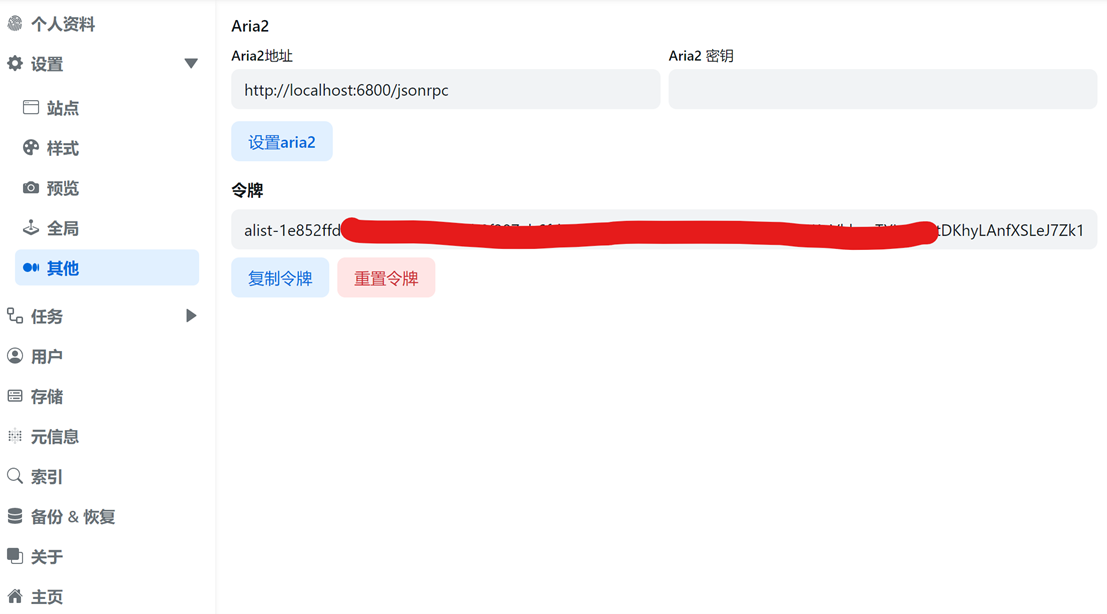 个人资料
设置
站点
样式
预览
全局
其他
任务
用户
存储
元信息
索引
备份 & 恢复
关于
主页
Aria2
Aria2地址
Aria2 密钥
http://localhost:6800/jsonrpc
设置aria2
令牌
alist-1e852ffd
tDKhyLAnfXSLeJ7Zk1
复制令牌
重置令牌